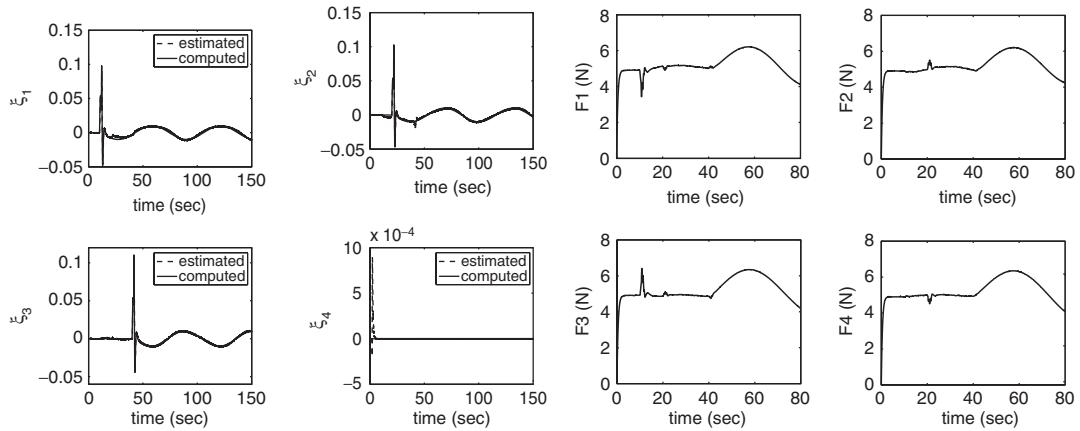 0.15
0.1
0.05
0
−0.05
ξ1
estimated
computed
0 50 100 150
time (sec)
0.15
0.1
0.05
0
−0.05
ξ2
0 50 100 150
time (sec)
8
6
4
2
0
F1 (N)
0 20 40 60 80
time (sec)
8
6
4
2
0
F2 (N)
0 20 40 60 80
time (sec)
0.1
0.05
0
−0.05
ξ3
estimated
computed
0 50 100 150
time (sec)
x 10−4
10
5
0
−5
ξ4
estimated
computed
0 50 100 150
time (sec)
8
6
4
2
0
F3 (N)
0 20 40 60 80
time (sec)
8
6
4
2
0
F4 (N)
0 20 40 60 80
time (sec)